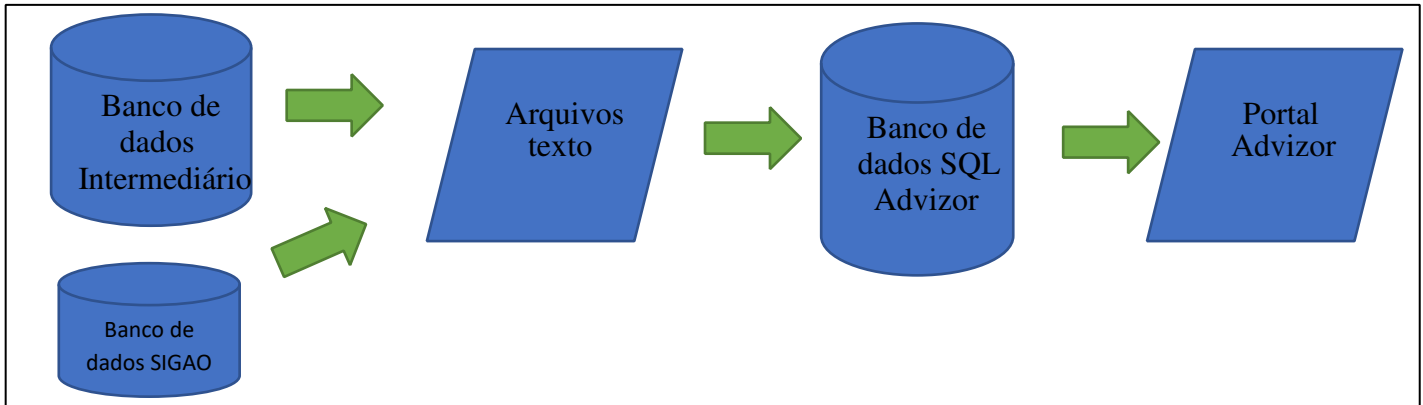 Banco de
dados
Intermediário
Banco de
dados SIGAO
Arquivos
texto
Banco de
dados SQL
Advizor
Portal
Advizor